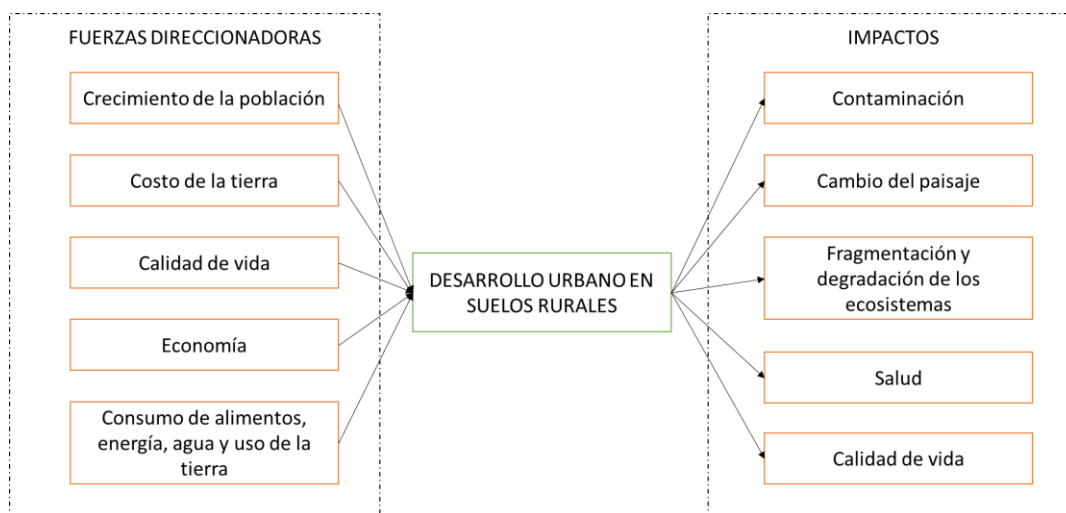 FUERZAS DIRECCIONADORAS
Crecimiento de la población
Costo de la tierra
Calidad de vida
Economía
Consumo de alimentos,
energía, agua y uso de la
tierra
DESARROLLO URBANO EN
SUELOS RURALES
IMPACTOS
Contaminación
Cambio del paisaje
Fragmentación y
degradación de los
ecosistemas
Salud
Calidad de vida